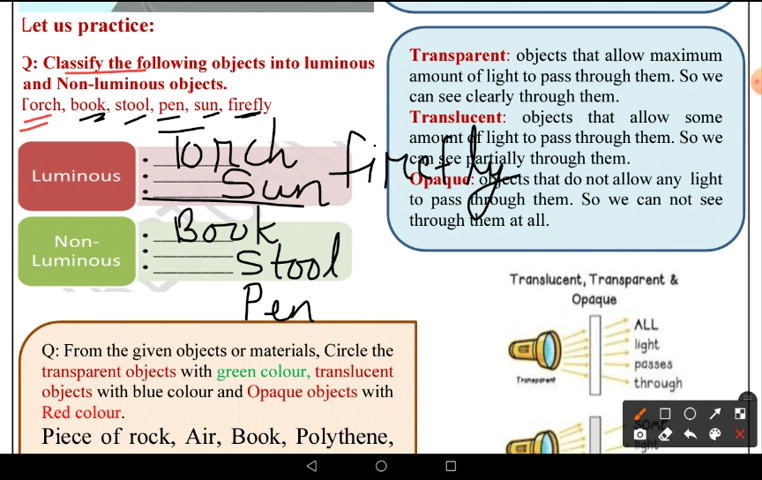 Let us practice:
Q: Classify the following objects into luminous
and Non-luminous objects.
Torch, book, stool, pen, sun, firefly
Luminous
Torch
Sun
firefly
Non-
Luminous
Book
Stool
Pen
Q: From the given objects or materials, Circle the
transparent objects with green colour, translucent
objects with blue colour and Opaque objects with
Red colour.
Piece of rock, Air, Book, Polythene,
Transparent: objects that allow maximum
amount of light to pass through them. So we
can see clearly through them.
Translucent: objects that allow some
amount of light to pass through them. So we
can see partially through them.
Opaque: objects that do not allow any light
to pass through them. So we can not see
through them at all.
Translucent, Transparent &
Opaque
Transparent
ALL
light
passes
through
SOME
light